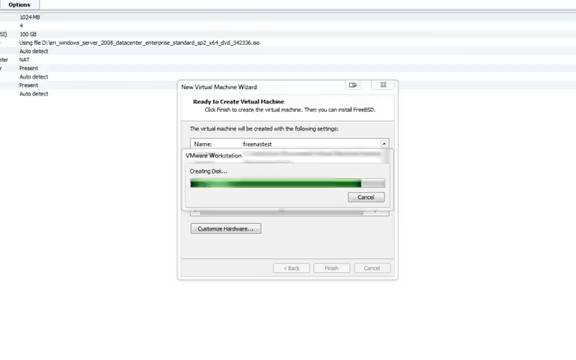 Options
1024 MB
4
SI) 100 GB
Using file D:\en_windows_server_2008_datacenter_enterprise_standard_sp2_x64_dvd_342336.iso
Auto detect
NAT
Present
Auto detect
Present
Auto detect
New Virtual Machine Wizard
Ready to Create Virtual Machine
Click Finish to create the virtual machine. Then you can install FreeBSD.
The virtual machine will be created with the following settings:
Name: freenastest
VMware Workstation
Creating Disk...
Cancel
Customize Hardware...
< Back Finish Cancel